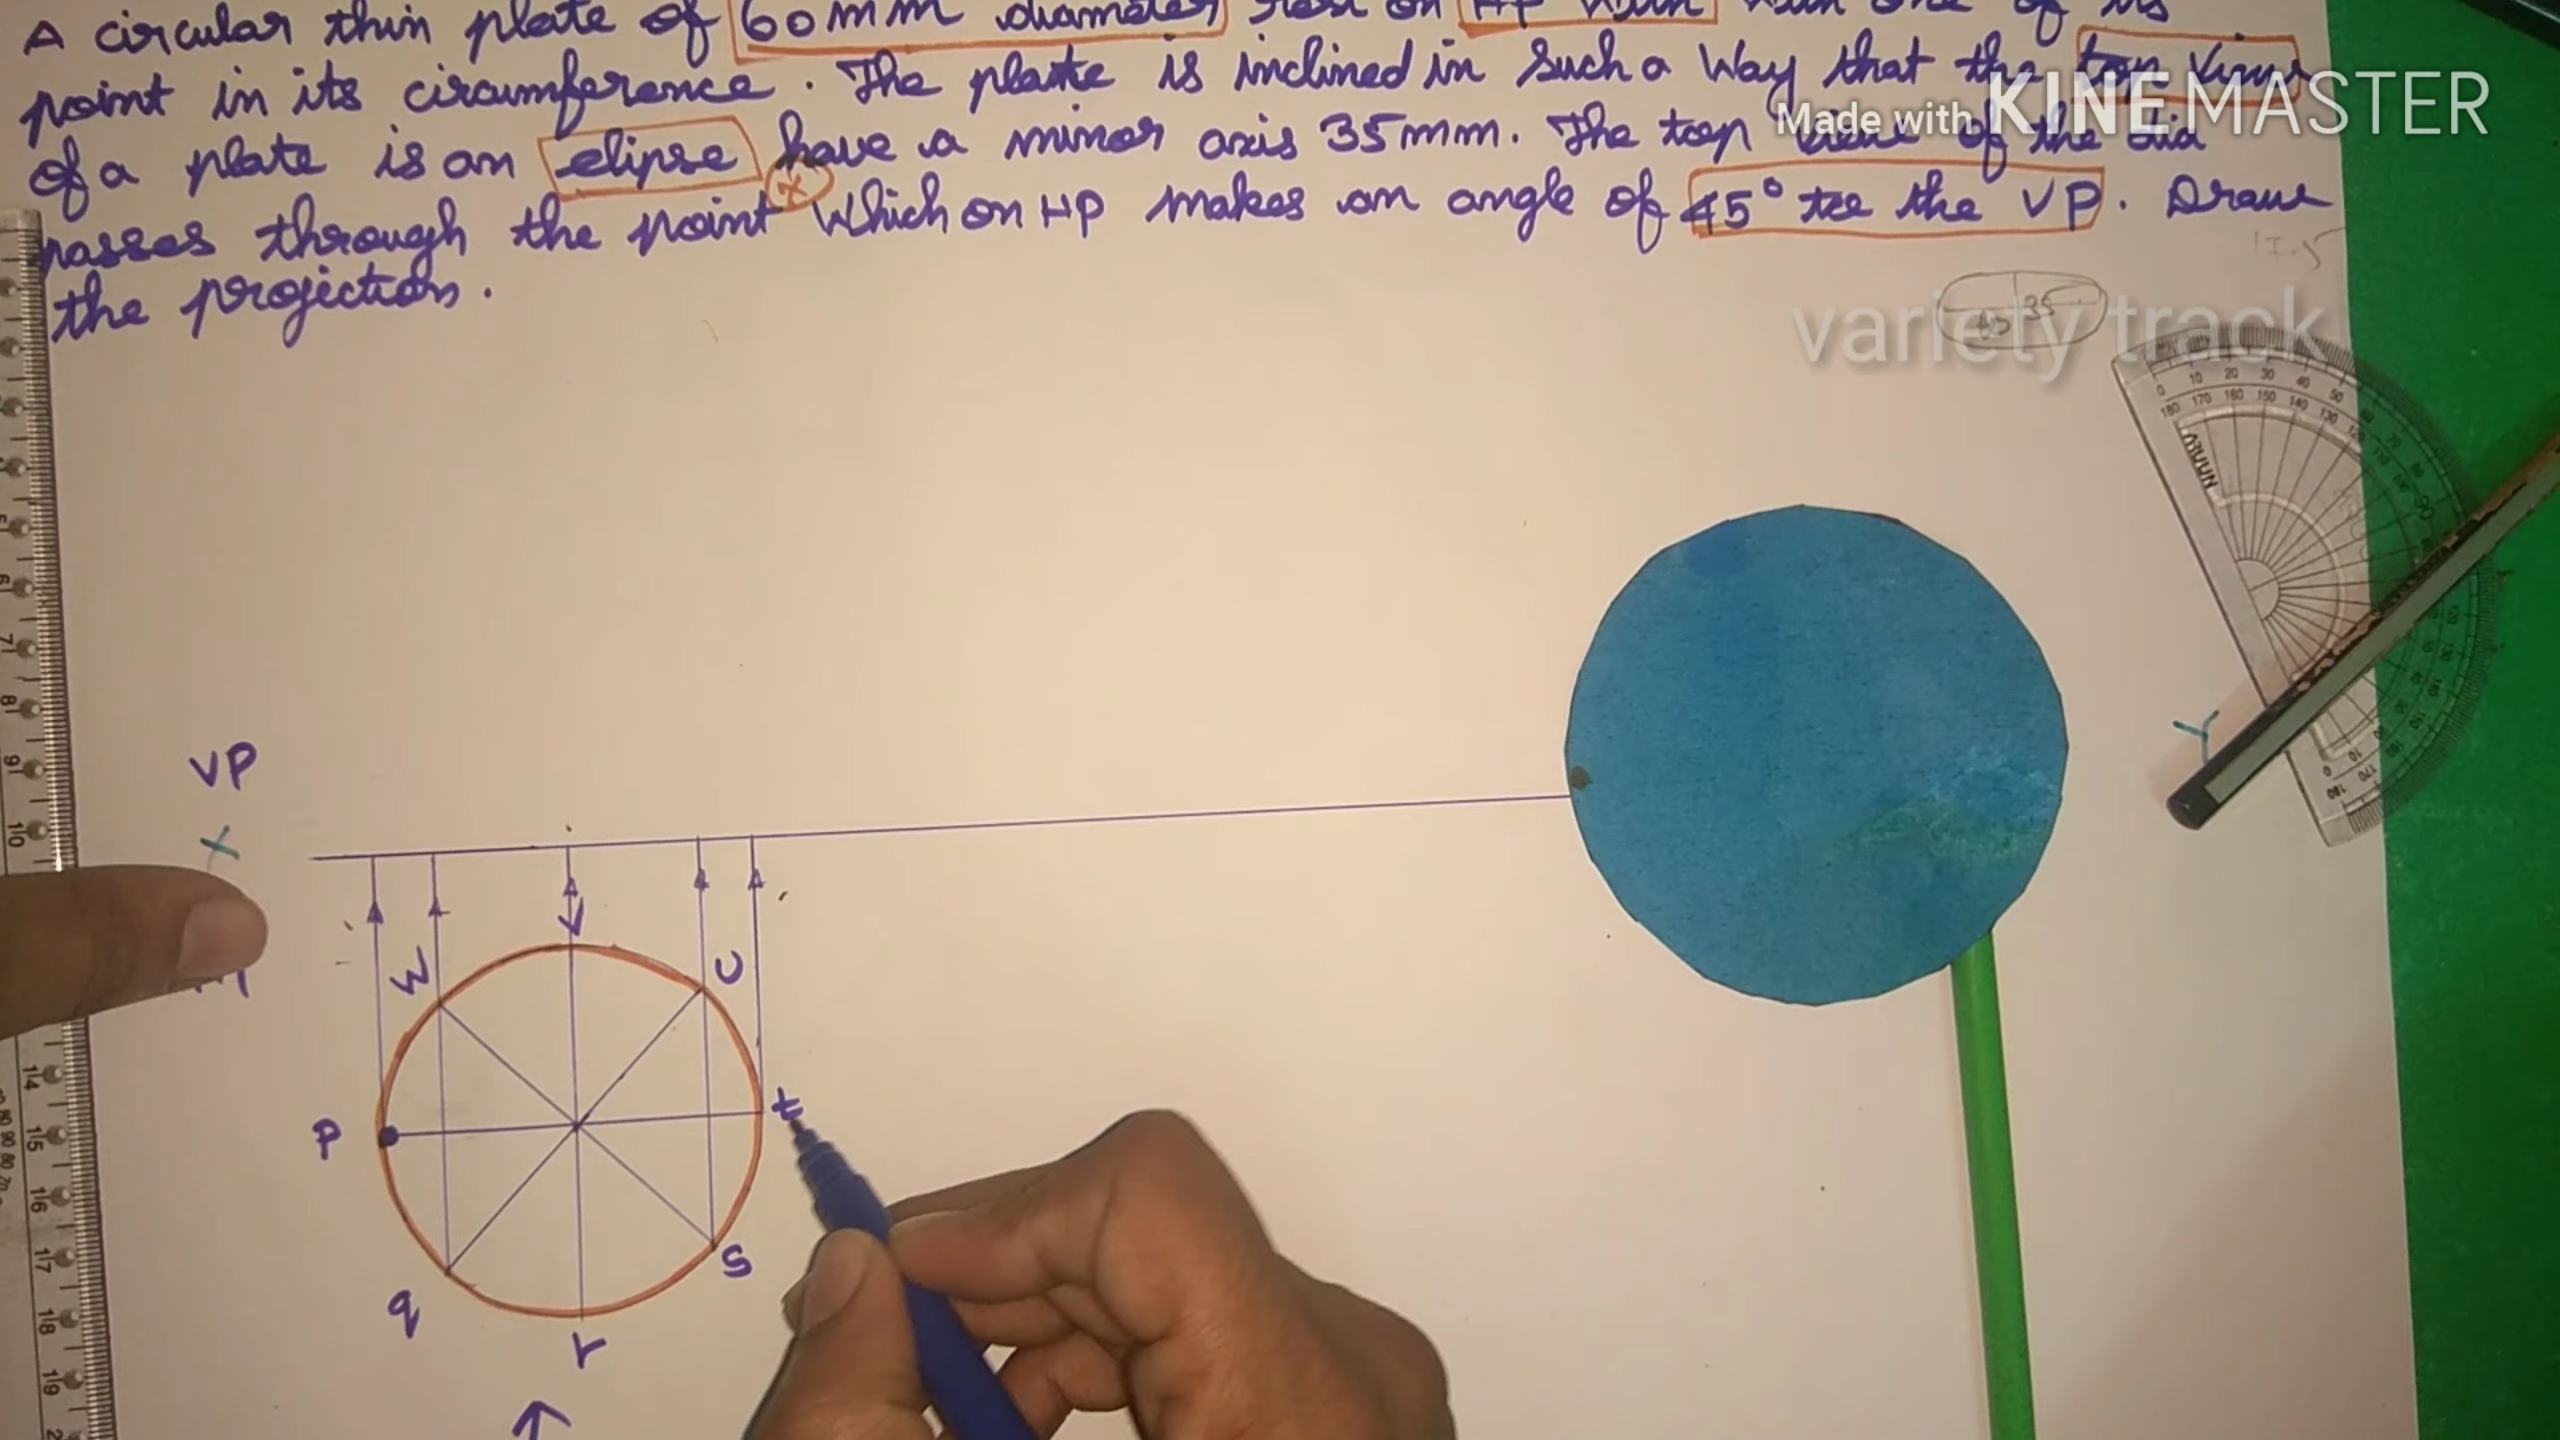 A circular thin plate of 60mm diameter rest on HP with with one of its
point in its circumference. The plate is inclined in such a way that the top view
of a plate is an elipse have a minor axis 35mm. The top view of the dia
x
passes through the point which on HP makes an angle of 45° the VP. Draw
the projection.
Made with KINEMASTER
variety track
35
VP
X
Y
W
V
U
P
t
q
r
S